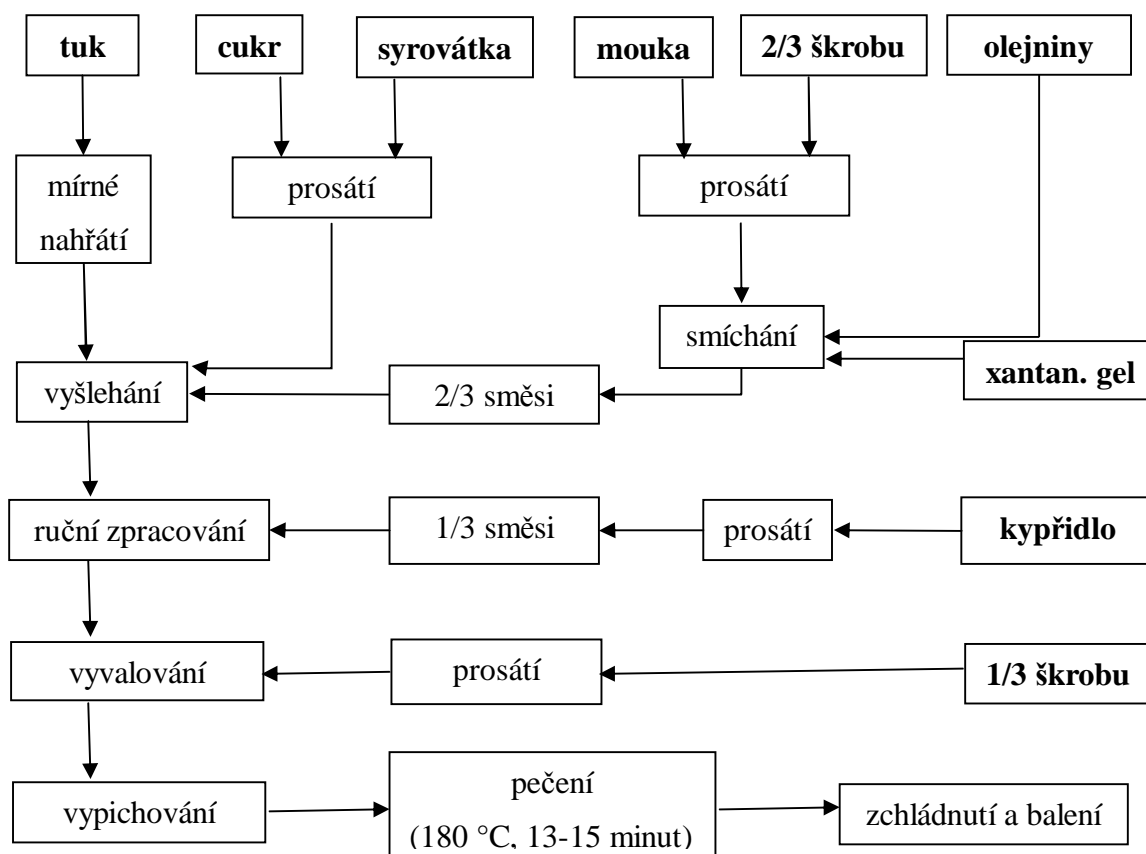 tuk
cukr
syrovátka
mouka
2/3 škrobu
olejniny
mírné
nahřátí
prosátí
prosátí
smíchání
xantan. gel
vyšlehání
2/3 směsi
ruční zpracování
1/3 směsi
prosátí
kypřidlo
vyvalování
prosátí
1/3 škrobu
vypichování
pečení
(180 °C, 13-15 minut)
zchládnutí a balení